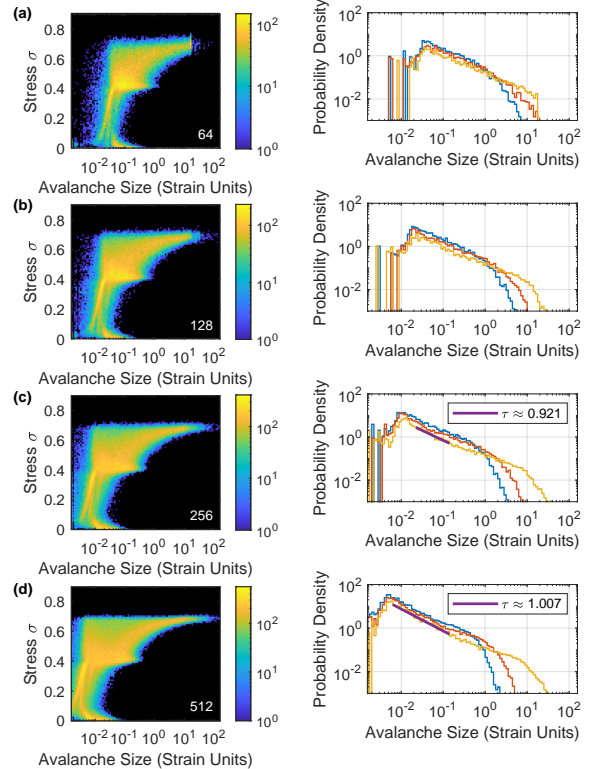 (a)
Stress σ
0.8
0.6
0.4
0.2
0
64
10^-2 10^-1 10^0 10^1 10^2
Avalanche Size (Strain Units)
10^2
10^1
10^0
Probability Density
10^2
10^0
10^-2
10^-2 10^-1 10^0 10^1 10^2
Avalanche Size (Strain Units)
(b)
Stress σ
0.8
0.6
0.4
0.2
0
128
10^-2 10^-1 10^0 10^1 10^2
Avalanche Size (Strain Units)
10^2
10^1
10^0
Probability Density
10^2
10^0
10^-2
10^-2 10^-1 10^0 10^1 10^2
Avalanche Size (Strain Units)
(c)
Stress σ
0.8
0.6
0.4
0.2
0
256
10^-2 10^-1 10^0 10^1 10^2
Avalanche Size (Strain Units)
10^2
10^1
10^0
Probability Density
10^2
10^0
10^-2
τ ≈ 0.921
10^-2 10^-1 10^0 10^1 10^2
Avalanche Size (Strain Units)
(d)
Stress σ
0.8
0.6
0.4
0.2
0
512
10^-2 10^-1 10^0 10^1 10^2
Avalanche Size (Strain Units)
10^2
10^1
10^0
Probability Density
10^2
10^0
10^-2
τ ≈ 1.007
10^-2 10^-1 10^0 10^1 10^2
Avalanche Size (Strain Units)